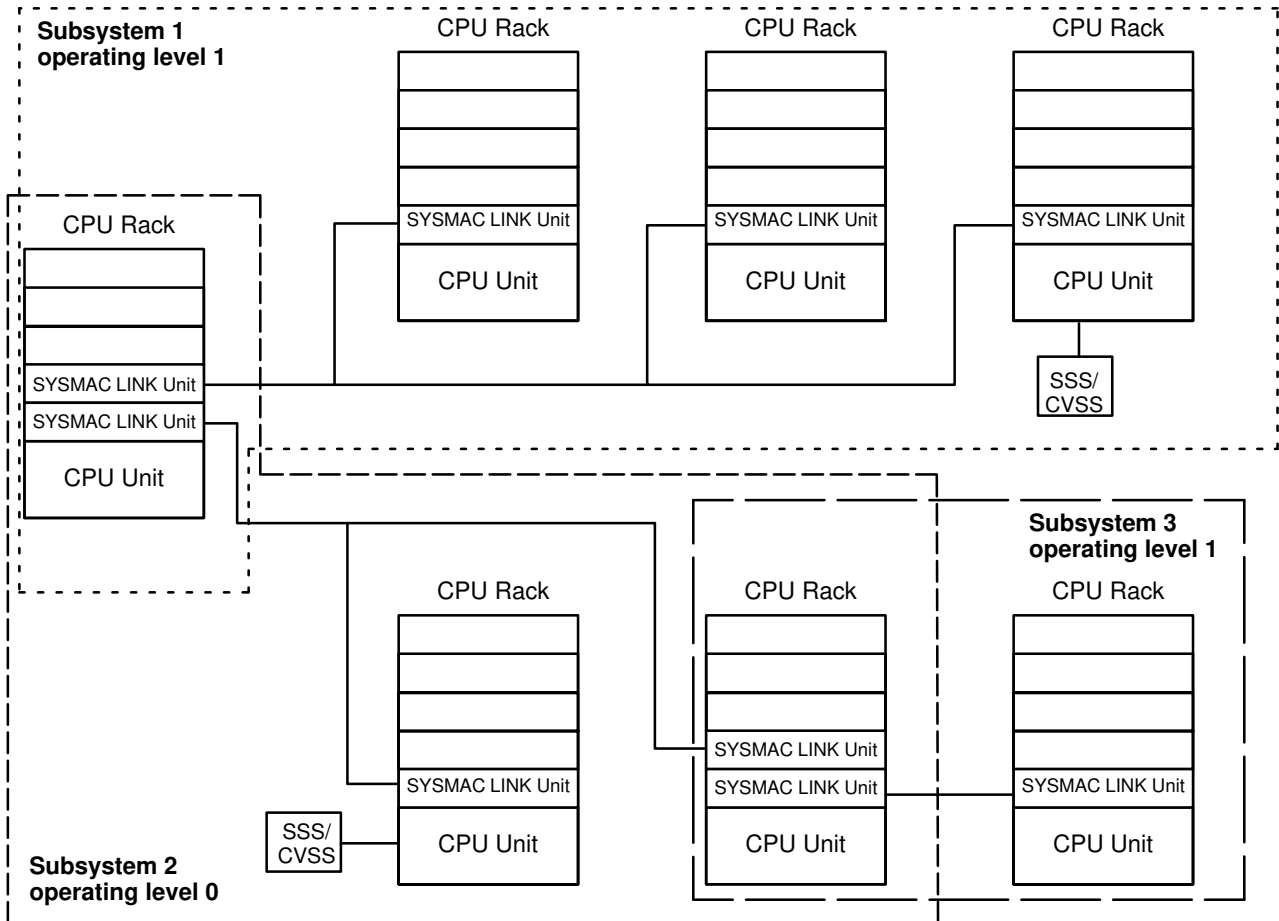 Subsystem 1
operating level 1
CPU Rack
CPU Rack
CPU Rack
SYSMAC LINK Unit
SYSMAC LINK Unit
SYSMAC LINK Unit
CPU Unit
CPU Unit
CPU Unit
SSS/
CVSS
CPU Rack
SYSMAC LINK Unit
SYSMAC LINK Unit
CPU Unit
Subsystem 3
operating level 1
CPU Rack
CPU Rack
CPU Rack
SYSMAC LINK Unit
SYSMAC LINK Unit
SYSMAC LINK Unit
SYSMAC LINK Unit
SSS/
CVSS
CPU Unit
CPU Unit
CPU Unit
Subsystem 2
operating level 0